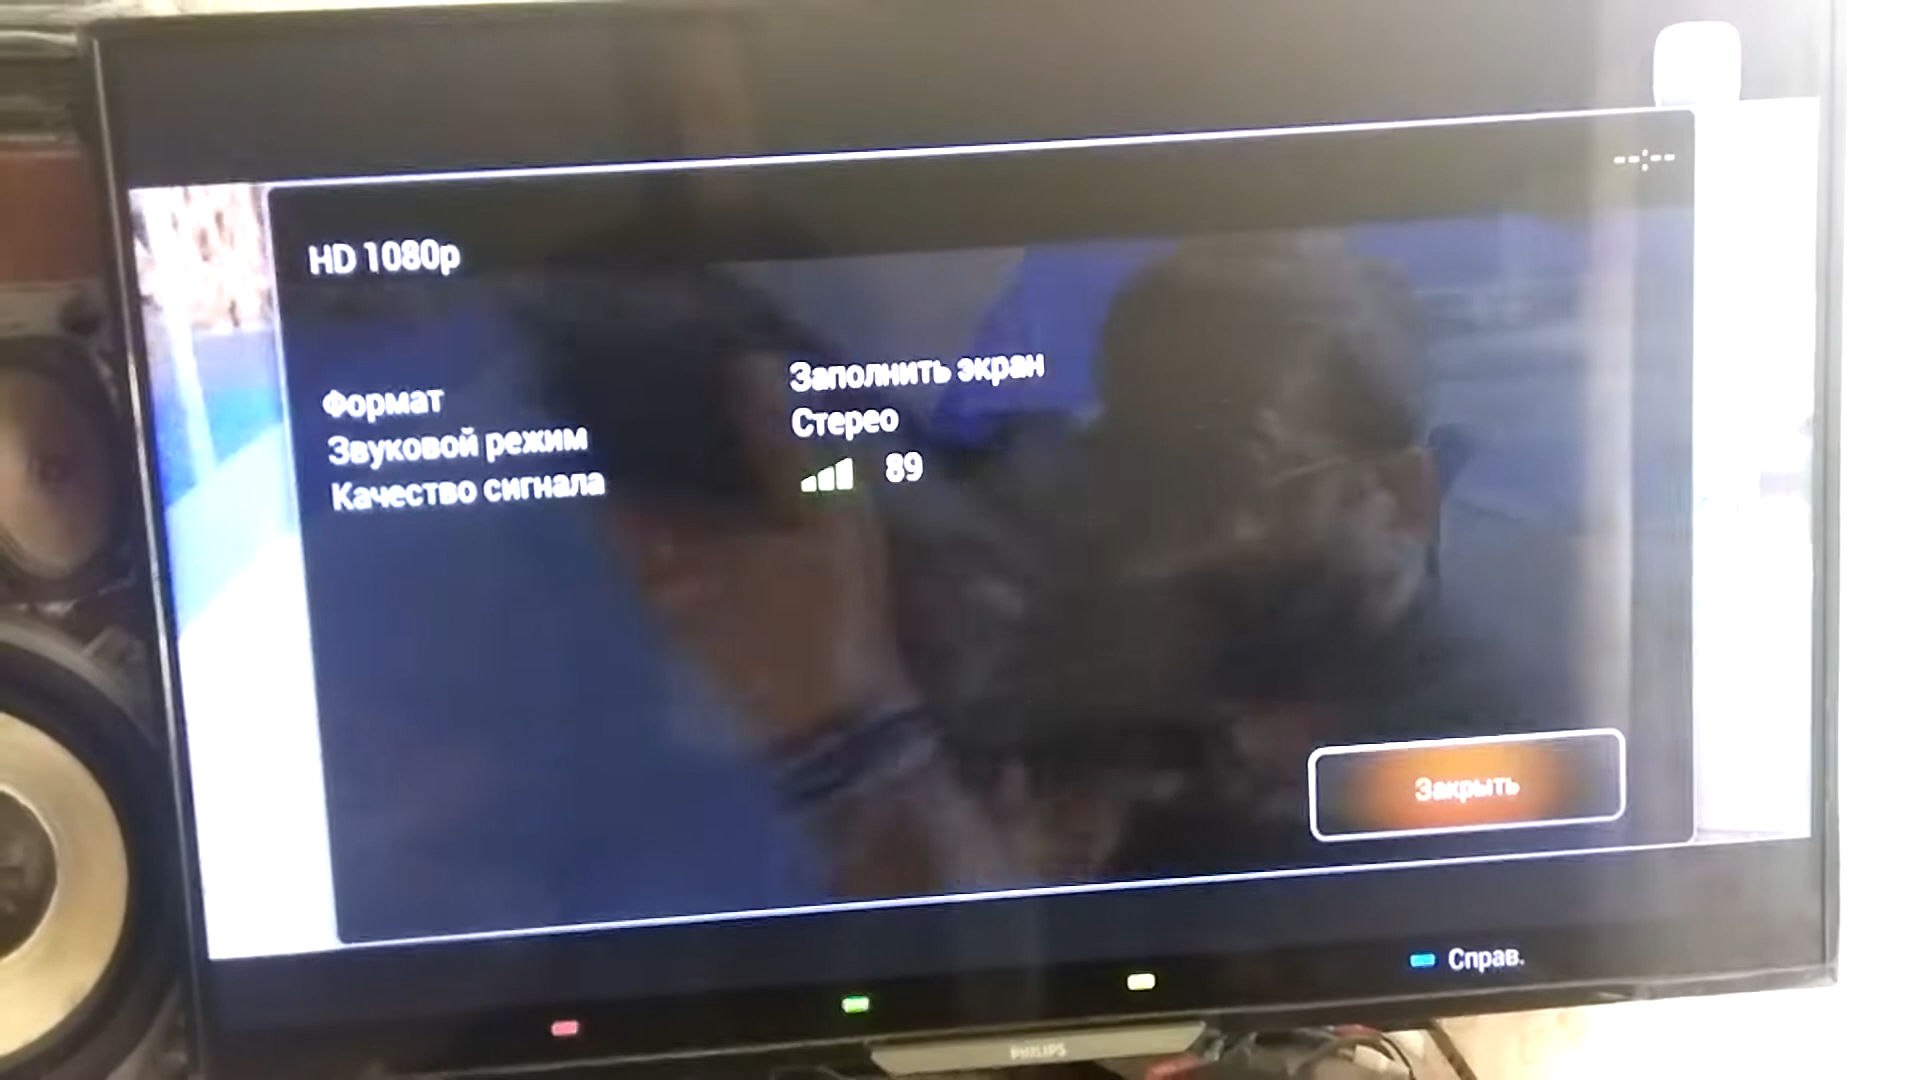 --:--
HD 1080p
Формат Заполнить экран
Звуковой режим Стерео
Качество сигнала 89
Закрыть
Справ.
PHILIPS